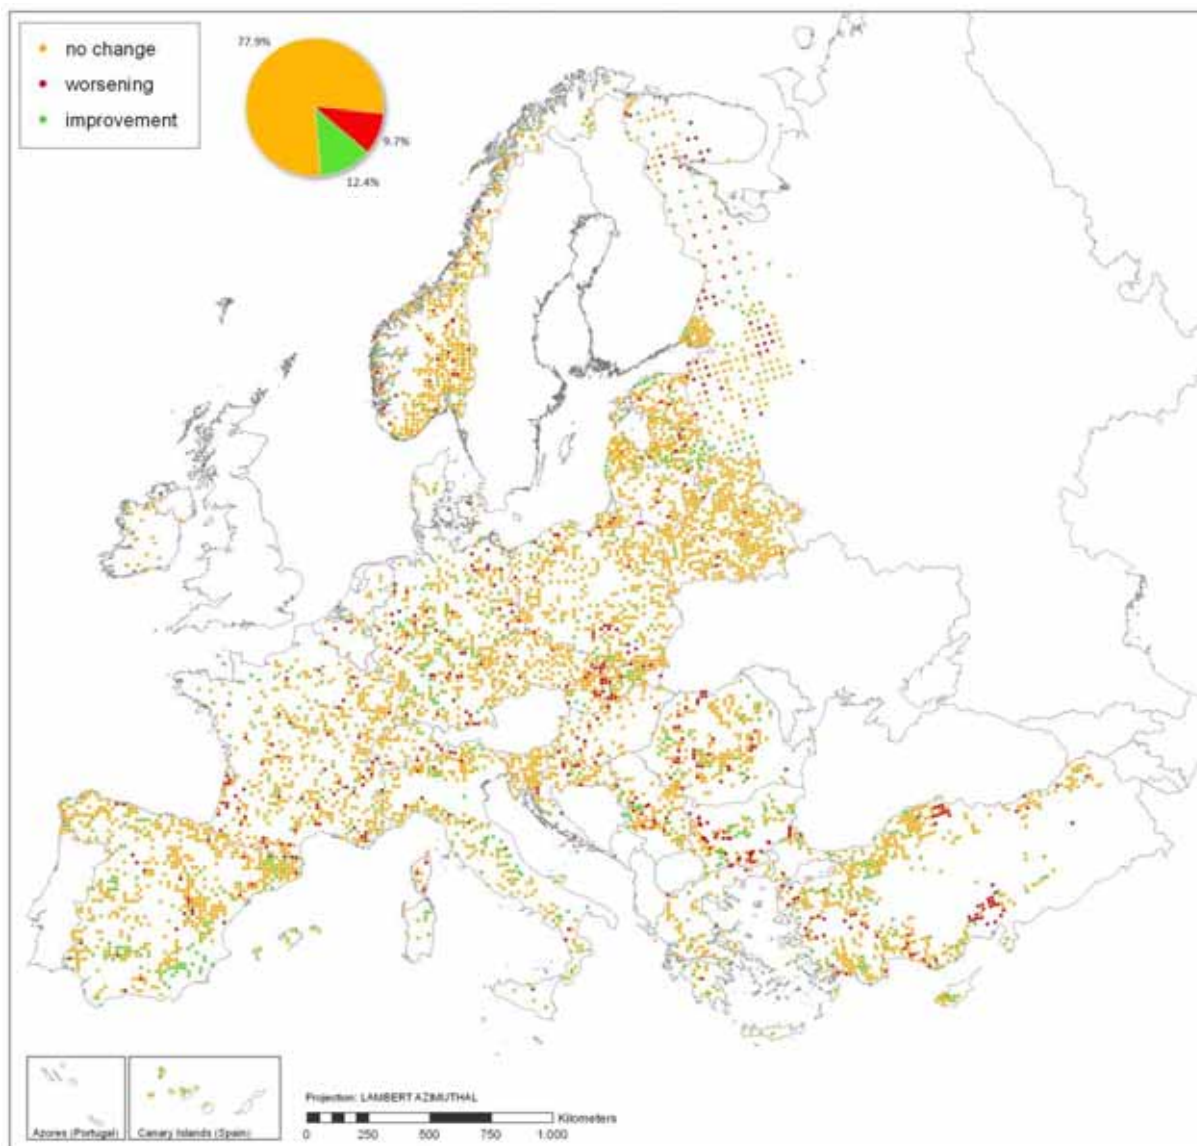 no change
worsening
improvement
77.9%
9.7%
12.4%
Azores (Portugal)
Canary Islands (Spain)
Projection: LAMBERT AZIMUTHAL
Kilometers
0 250 500 750 1.000